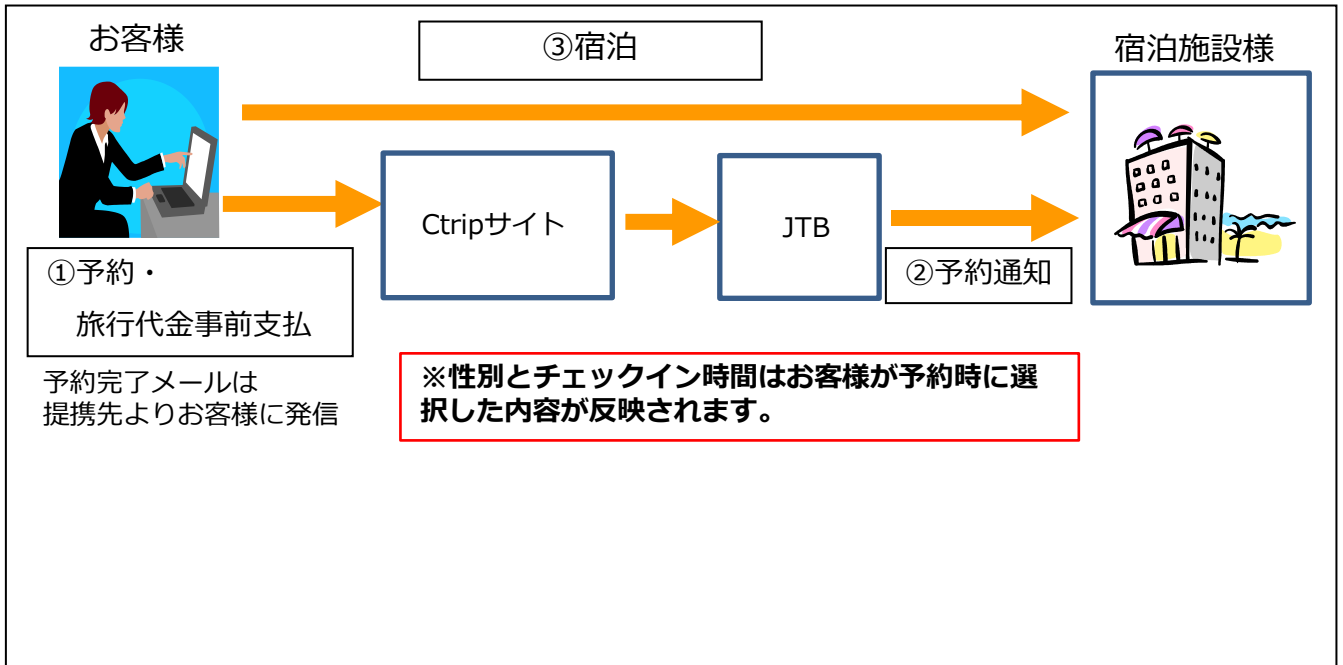 お客様
③宿泊
宿泊施設様
Ctripサイト
JTB
①予約・
旅行代金事前支払
②予約通知
予約完了メールは
提携先よりお客様に発信
※性別とチェックイン時間はお客様が予約時に選
択した内容が反映されます。